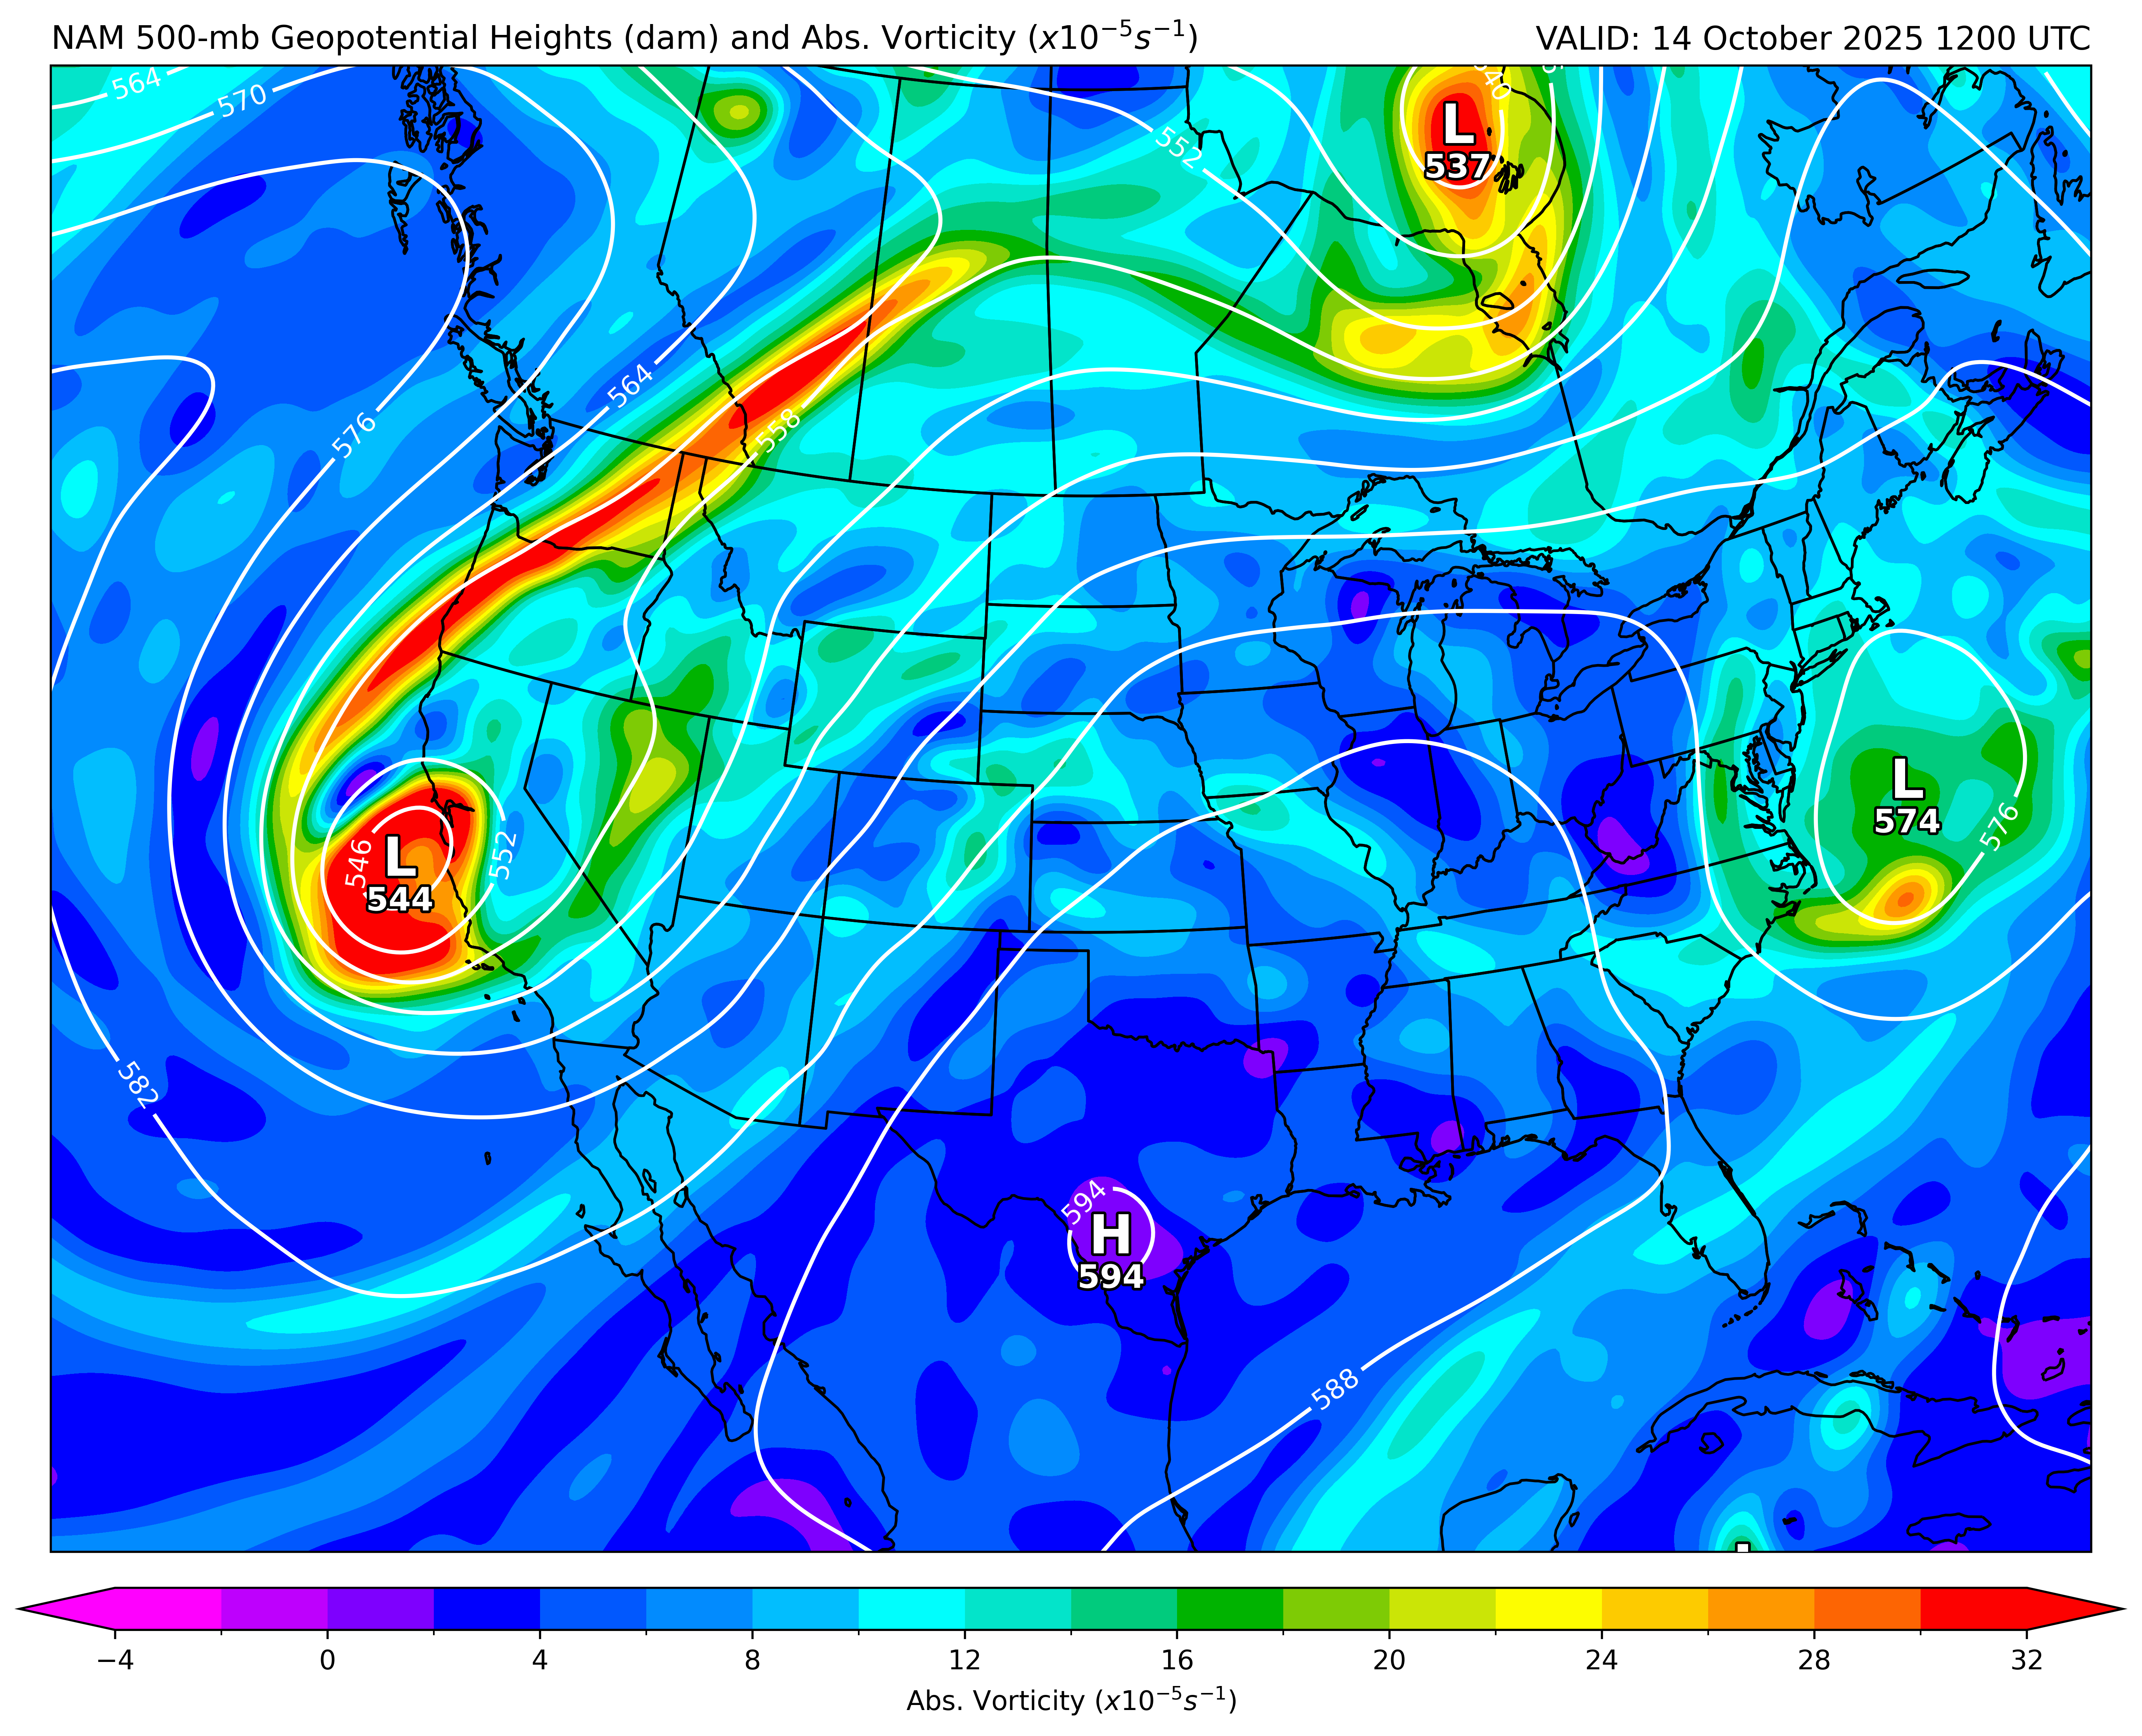 NAM 500-mb Geopotential Heights (dam) and Abs. Vorticity (x10⁻⁵s⁻¹)
VALID: 14 October 2025 1200 UTC
564
570
540
552
L
537
564
576
558
L
574
576
546
552
L
544
582
594
H
594
588
−4 0 4 8 12 16 20 24 28 32
Abs. Vorticity (x10⁻⁵s⁻¹)